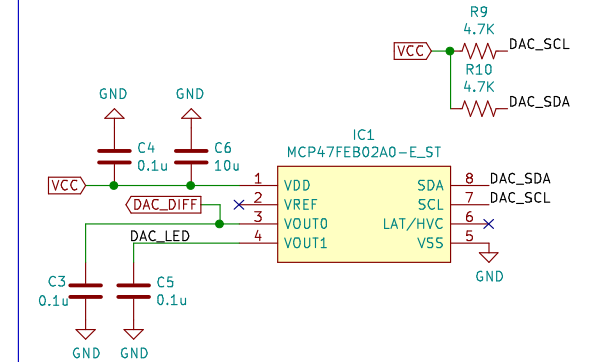 R9
4.7K
VCC
DAC_SCL
R10
4.7K
DAC_SDA
GND
GND
IC1
MCP47FEB02A0-E_ST
C4
0.1u
C6
10u
VCC
1
VDD
SDA
8
DAC_SDA
DAC_DIFF
2
VREF
SCL
7
DAC_SCL
3
VOUT0
LAT/HVC
6
DAC_LED
4
VOUT1
VSS
5
GND
C3
0.1u
C5
0.1u
GND
GND